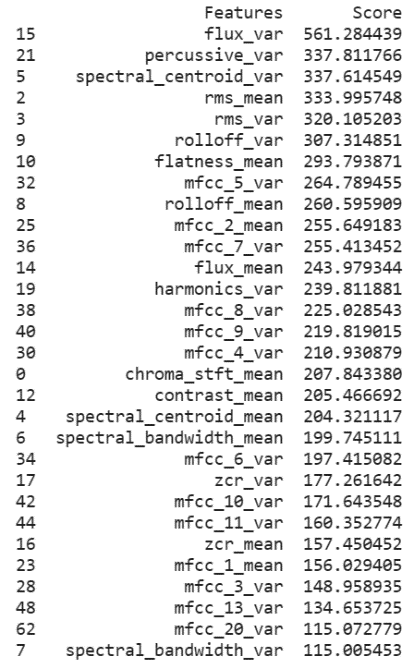 Features Score
15 flux_var 561.284439
21 percussive_var 337.811766
5 spectral_centroid_var 337.614549
2 rms_mean 333.995748
3 rms_var 320.105203
9 rolloff_var 307.314851
10 flatness_mean 293.793871
32 mfcc_5_var 264.789455
8 rolloff_mean 260.595909
25 mfcc_2_mean 255.649183
36 mfcc_7_var 255.413452
14 flux_mean 243.979344
19 harmonics_var 239.811881
38 mfcc_8_var 225.028543
40 mfcc_9_var 219.819015
30 mfcc_4_var 210.930879
0 chroma_stft_mean 207.843380
12 contrast_mean 205.466692
4 spectral_centroid_mean 204.321117
6 spectral_bandwidth_mean 199.745111
34 mfcc_6_var 197.415082
17 zcr_var 177.261642
42 mfcc_10_var 171.643548
44 mfcc_11_var 160.352774
16 zcr_mean 157.450452
23 mfcc_1_mean 156.029405
28 mfcc_3_var 148.958935
48 mfcc_13_var 134.653725
62 mfcc_20_var 115.072779
7 spectral_bandwidth_var 115.005453